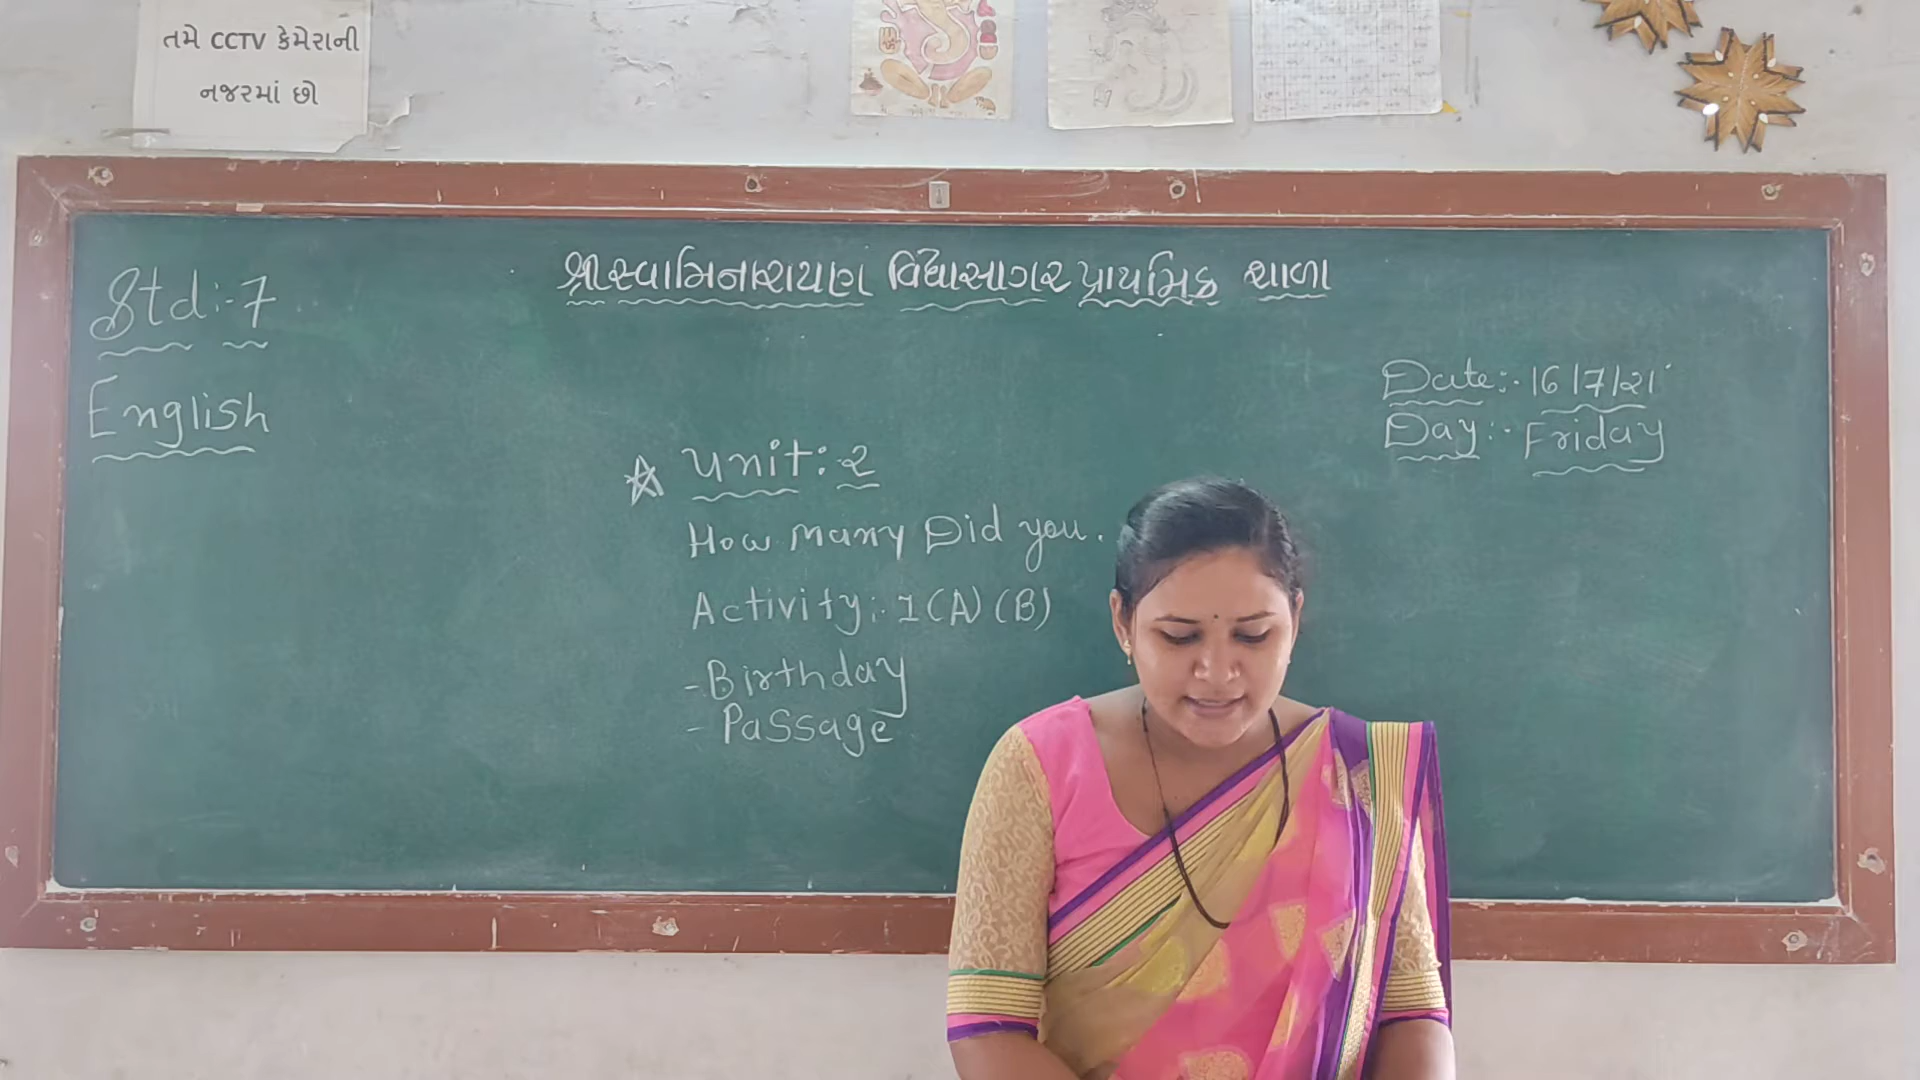 તમે CCTV કેમેરાની
નજરમાં છો
શ્રી સ્વામિનારાયણ વિદ્યાસાગર પ્રાથમિક શાળા
Std:-7
English
Date:- 16/7/21
Day:- Friday
Unit:-2
How many Did you.
Activity:- 1(A) (B)
- Birthday
- Passage